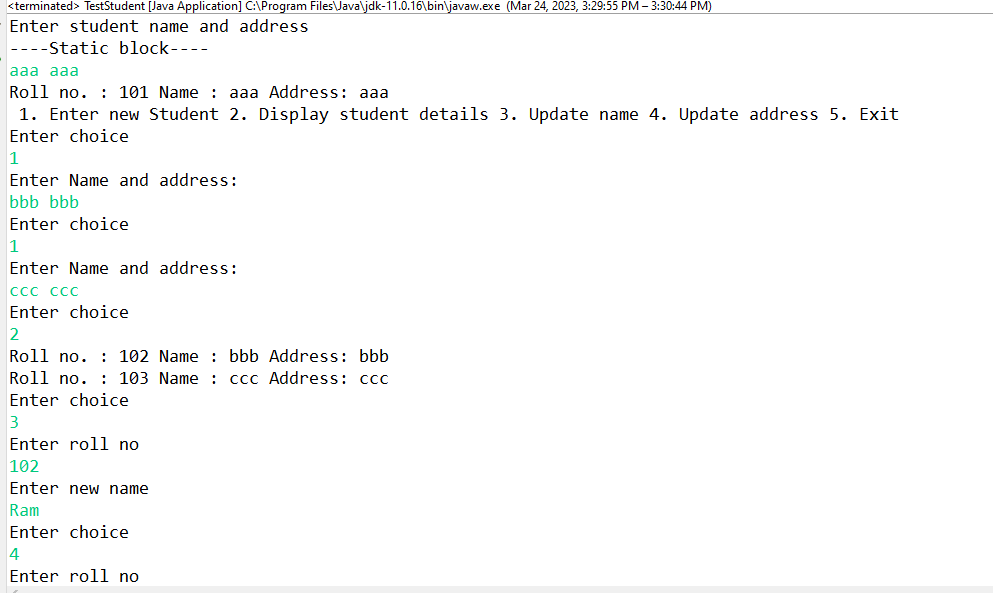 <terminated> TestStudent [Java Application] C:\Program Files\Java\jdk-11.0.16\bin\javaw.exe (Mar 24, 2023, 3:29:55 PM – 3:30:44 PM)
Enter student name and address
----Static block----
aaa aaa
Roll no. : 101 Name : aaa Address: aaa
 1. Enter new Student 2. Display student details 3. Update name 4. Update address 5. Exit
Enter choice
1
Enter Name and address:
bbb bbb
Enter choice
1
Enter Name and address:
ccc ccc
Enter choice
2
Roll no. : 102 Name : bbb Address: bbb
Roll no. : 103 Name : ccc Address: ccc
Enter choice
3
Enter roll no
102
Enter new name
Ram
Enter choice
4
Enter roll no